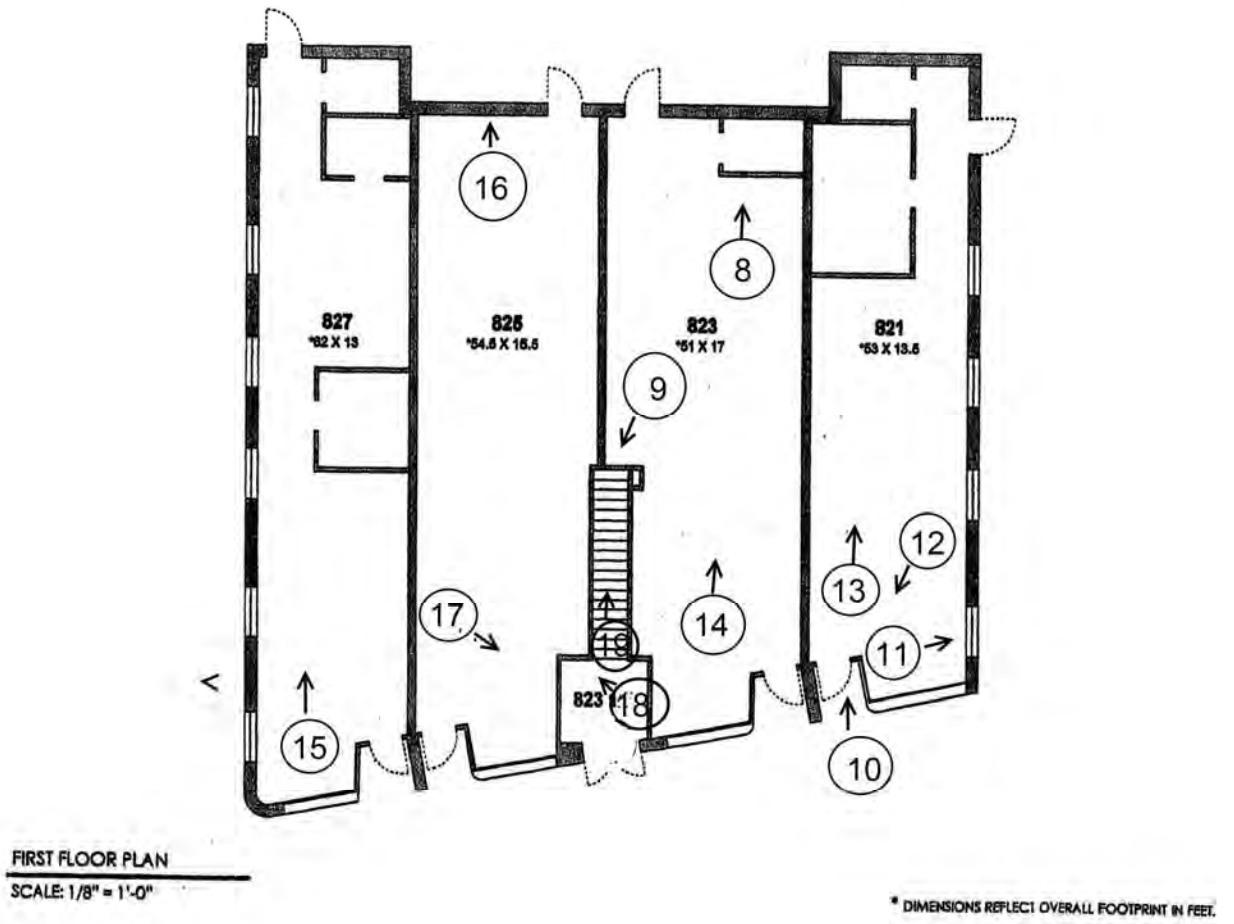 16
8
827
*62 X 13
825
*54.5 X 15.5
823
*51 X 17
821
*53 X 13.5
9
12
13
17
14
19
11
823
18
15
10
FIRST FLOOR PLAN
SCALE: 1/8" = 1'-0"
* DIMENSIONS REFLECT OVERALL FOOTPRINT IN FEET.